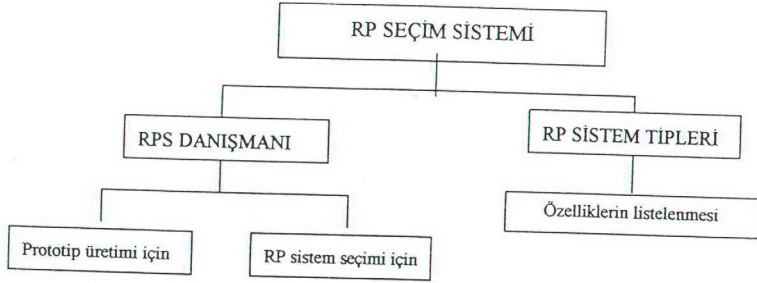 RP SEÇİM SİSTEMİ
RPS DANIŞMANI
RP SİSTEM TİPLERİ
Prototip üretimi için
RP sistem seçimi için
Özelliklerin listelenmesi